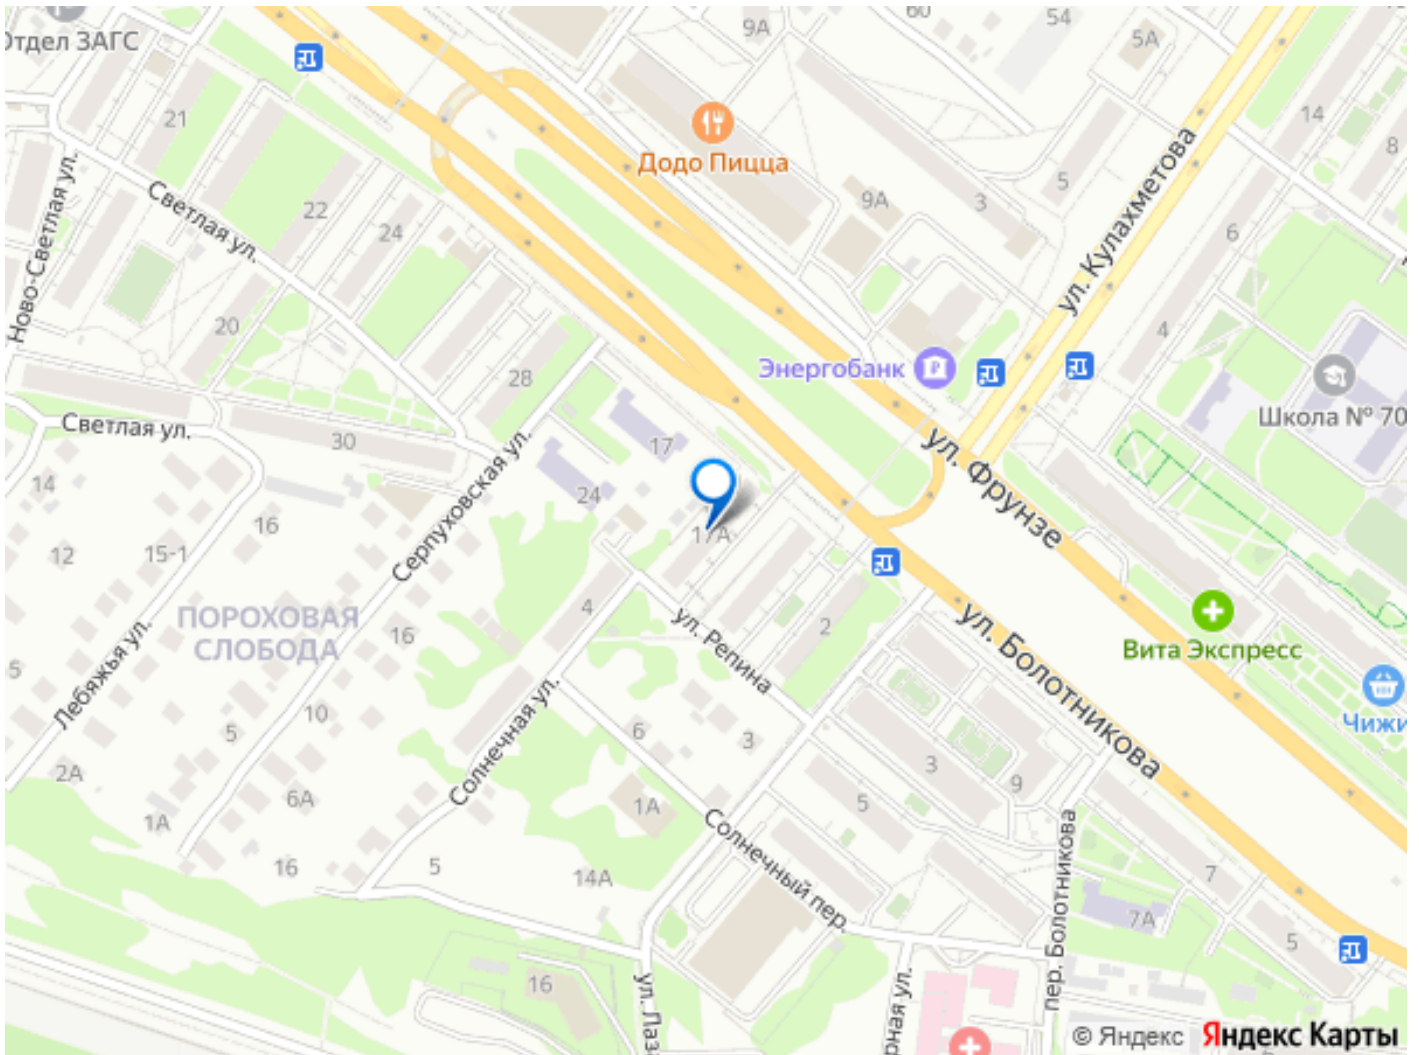 Отдел ЗАГС
9А
60
54
5А
21
14
8
Додо Пицца
Ново-Светлая ул.
Светлая ул.
22
24
9А
3
5
ул. Кулахметова
6
4
20
28
Энергобанк
Школа № 70
Светлая ул.
30
17
ул. Фрунзе
14
16
24
17А
Серпуховская ул.
12
15-1
ПОРОХОВАЯ
СЛОБОДА
16
4
2
ул. Репина
ул. Болотникова
Вита Экспресс
Чижи
5
Лебяжья ул.
10
5
Солнечная ул.
6
3
3
9
2А
6А
1А
1А
5
Солнечный пер.
пер. Болотникова
16
5
14А
7
7А
5
16
ул. Лаз
рная ул.
© Яндекс
Яндекс Карты